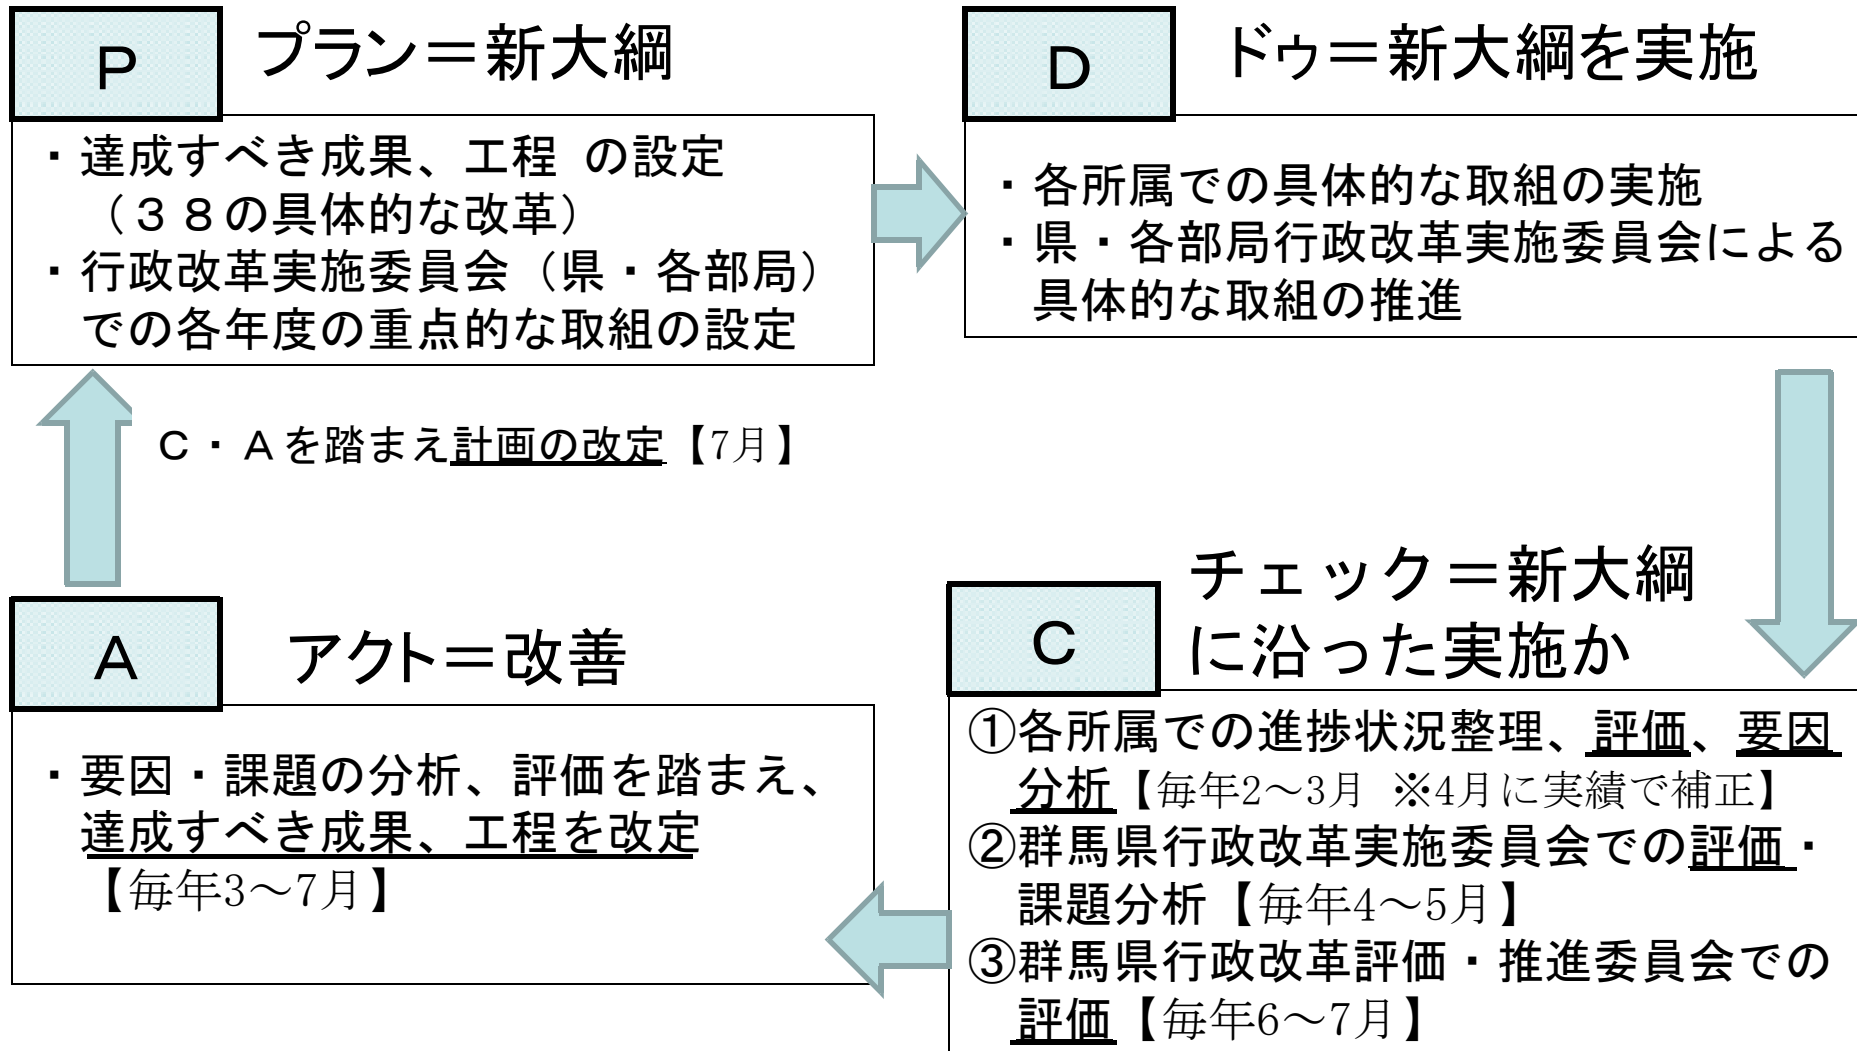 Ｐ
プラン＝新大綱
・達成すべき成果、工程 の設定
（３８の具体的な改革）
・行政改革実施委員会（県・各部局）
での各年度の重点的な取組の設定
Ｄ
ドゥ＝新大綱を実施
・各所属での具体的な取組の実施
・県・各部局行政改革実施委員会による
具体的な取組の推進
Ｃ・Ａを踏まえ計画の改定【7月】
Ｃ
チェック＝新大綱
に沿った実施か
①各所属での進捗状況整理、評価、要因
分析【毎年2～3月 ※4月に実績で補正】
②群馬県行政改革実施委員会での評価・
課題分析【毎年4～5月】
③群馬県行政改革評価・推進委員会での
評価【毎年6～7月】
Ａ
アクト＝改善
・要因・課題の分析、評価を踏まえ、
達成すべき成果、工程を改定
【毎年3～7月】